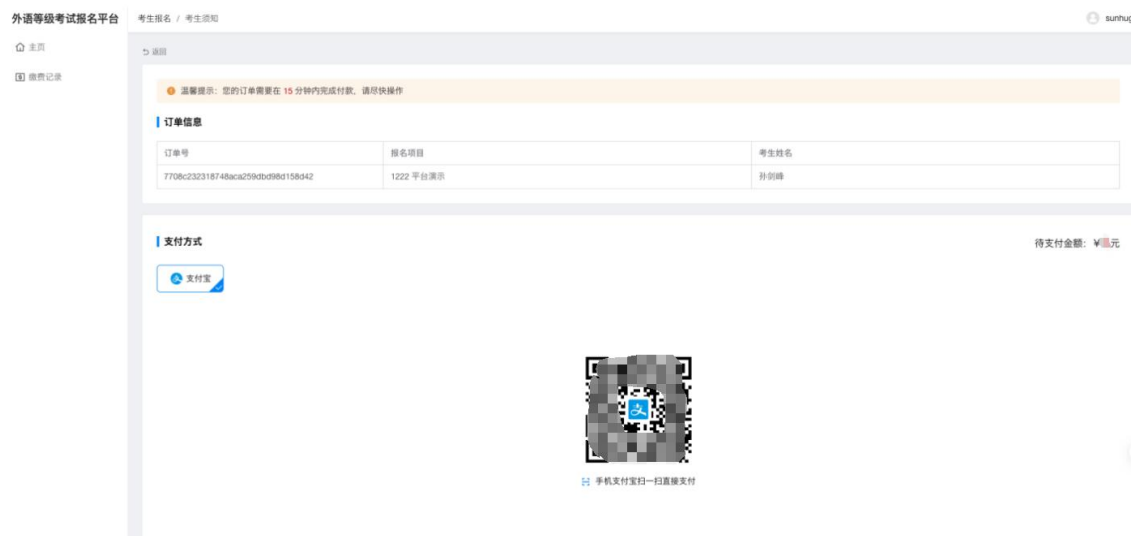 外语等级考试报名平台
考生报名 / 考生须知
sunhug
主页
缴费记录
返回
温馨提示：您的订单需要在 15 分钟内完成付款，请尽快操作
订单信息
订单号 报名项目 考生姓名
7708c232318748aca259dbd98d158d42 1222 平台演示 孙剑峰
支付方式
待支付金额：¥元
支付宝
手机支付宝扫一扫直接支付